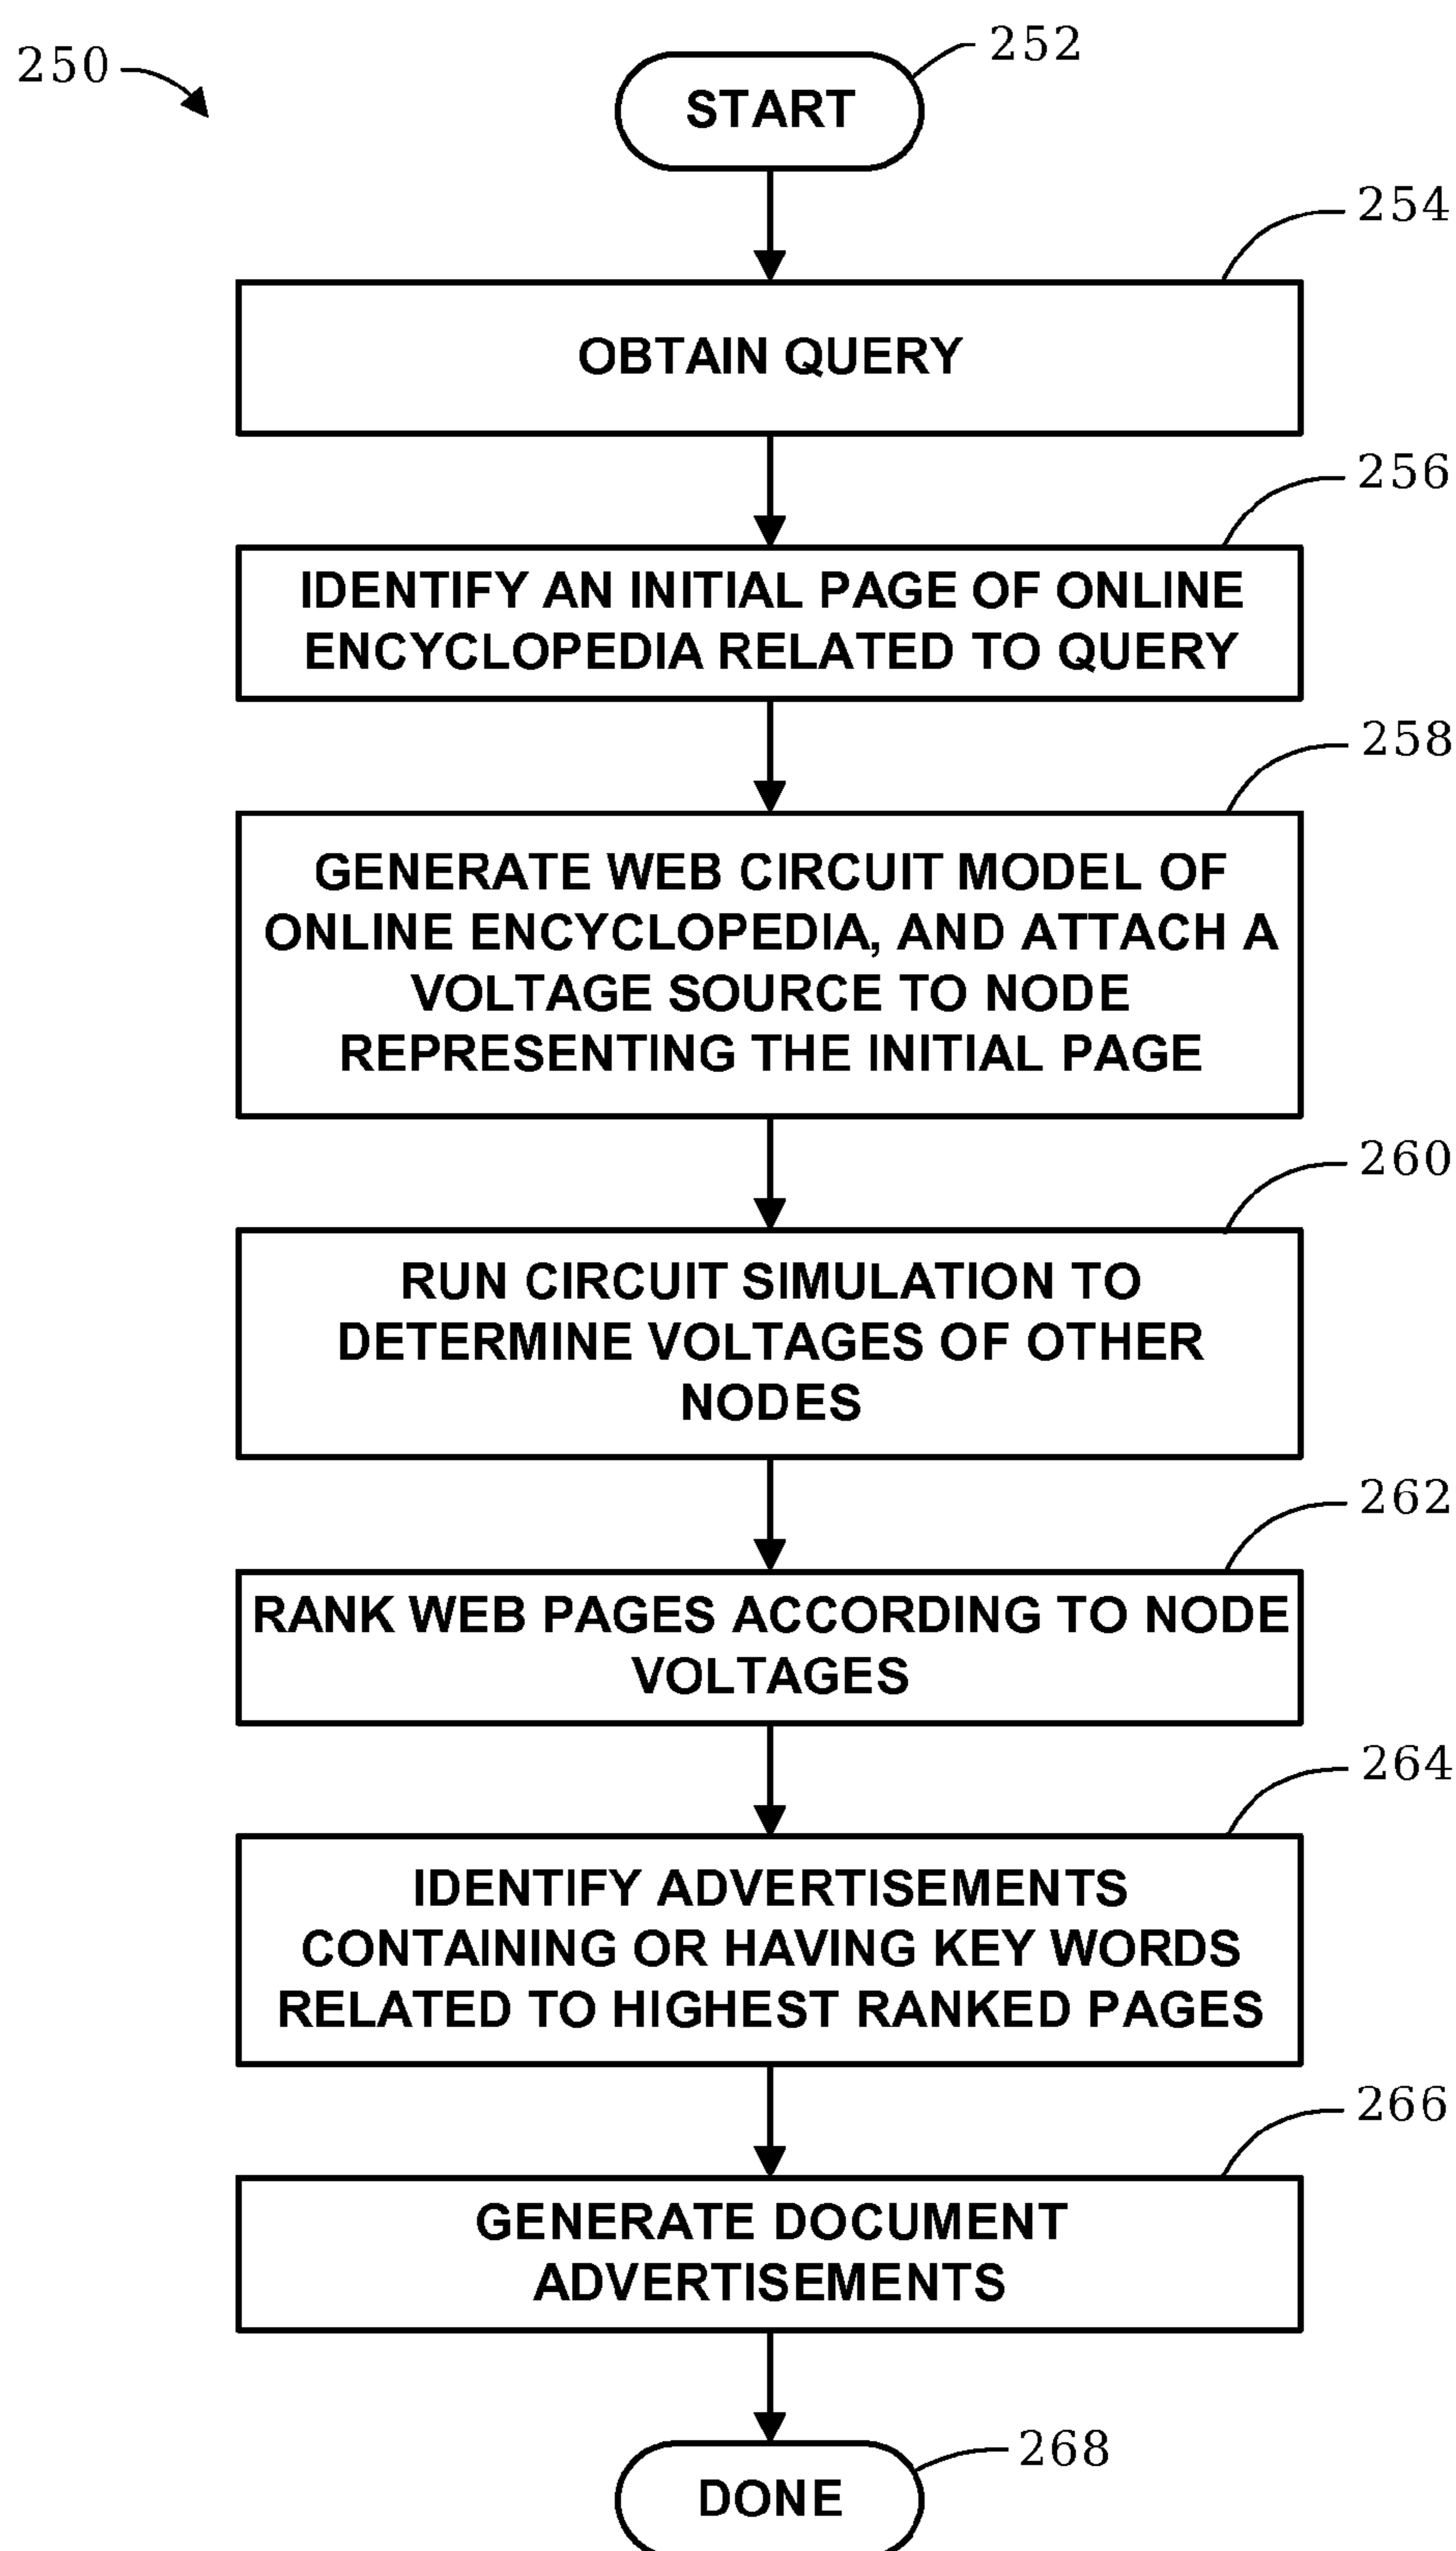 250
252
START
254
OBTAIN QUERY
256
IDENTIFY AN INITIAL PAGE OF ONLINE
ENCYCLOPEDIA RELATED TO QUERY
258
GENERATE WEB CIRCUIT MODEL OF
ONLINE ENCYCLOPEDIA, AND ATTACH A
VOLTAGE SOURCE TO NODE
REPRESENTING THE INITIAL PAGE
260
RUN CIRCUIT SIMULATION TO
DETERMINE VOLTAGES OF OTHER
NODES
262
RANK WEB PAGES ACCORDING TO NODE
VOLTAGES
264
IDENTIFY ADVERTISEMENTS
CONTAINING OR HAVING KEY WORDS
RELATED TO HIGHEST RANKED PAGES
266
GENERATE DOCUMENT
ADVERTISEMENTS
268
DONE